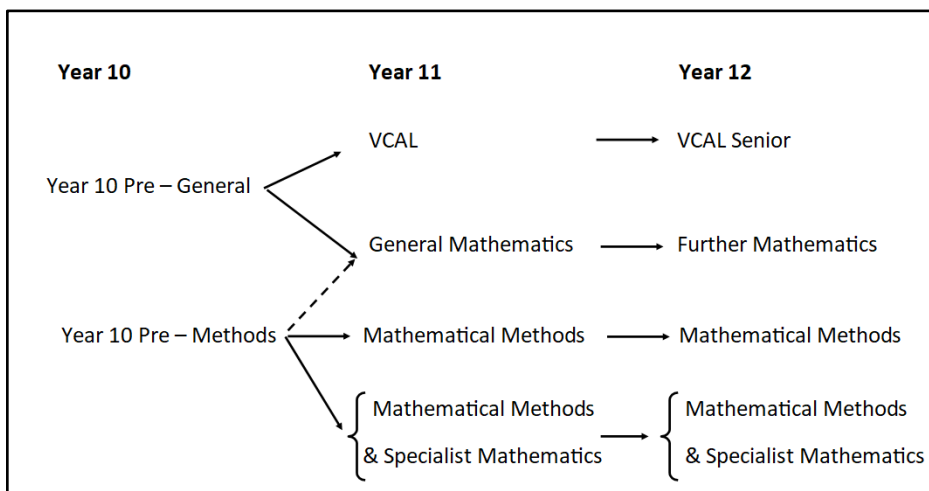 Year 10 Year 11 Year 12
VCAL VCAL Senior
Year 10 Pre – General
General Mathematics Further Mathematics
Year 10 Pre – Methods Mathematical Methods Mathematical Methods
Mathematical Methods Mathematical Methods
& Specialist Mathematics & Specialist Mathematics